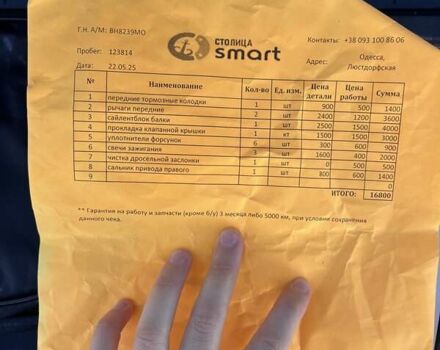 Г.Н. А/М: ВН8239МО
СТОЛИЦА
smart
Контакты: +38 093 100 86 06
Пробег: 123814
Адрес: Одесса,
Люстдорфская
Дата: 22.05.25
№ Наименование Кол-во Ед. изм. Цена детали Цена работы Сумма
1 передние тормозные колодки 1 шт 900 500 1400
2 рычаги передние 2 шт 2400 1200 3600
3 сайлентблок балки 1 шт 2500 1500 4000
4 прокладка клапанной крышки 1 шт 1500 1500 3000
5 уплотнители форсунок 1 кт 300 600 900
6 свечи зажигания 6 шт 1600 400 2000
7 чистка дросельной заслонки 3 шт 0 500 500
8 сальник привода правого 1 шт 800 600 1400
9
ИТОГО: 16800
** Гарантия на работу и запчасти (кроме б/у) 3 месяца либо 5000 км, при условии сохранения
данного чека.